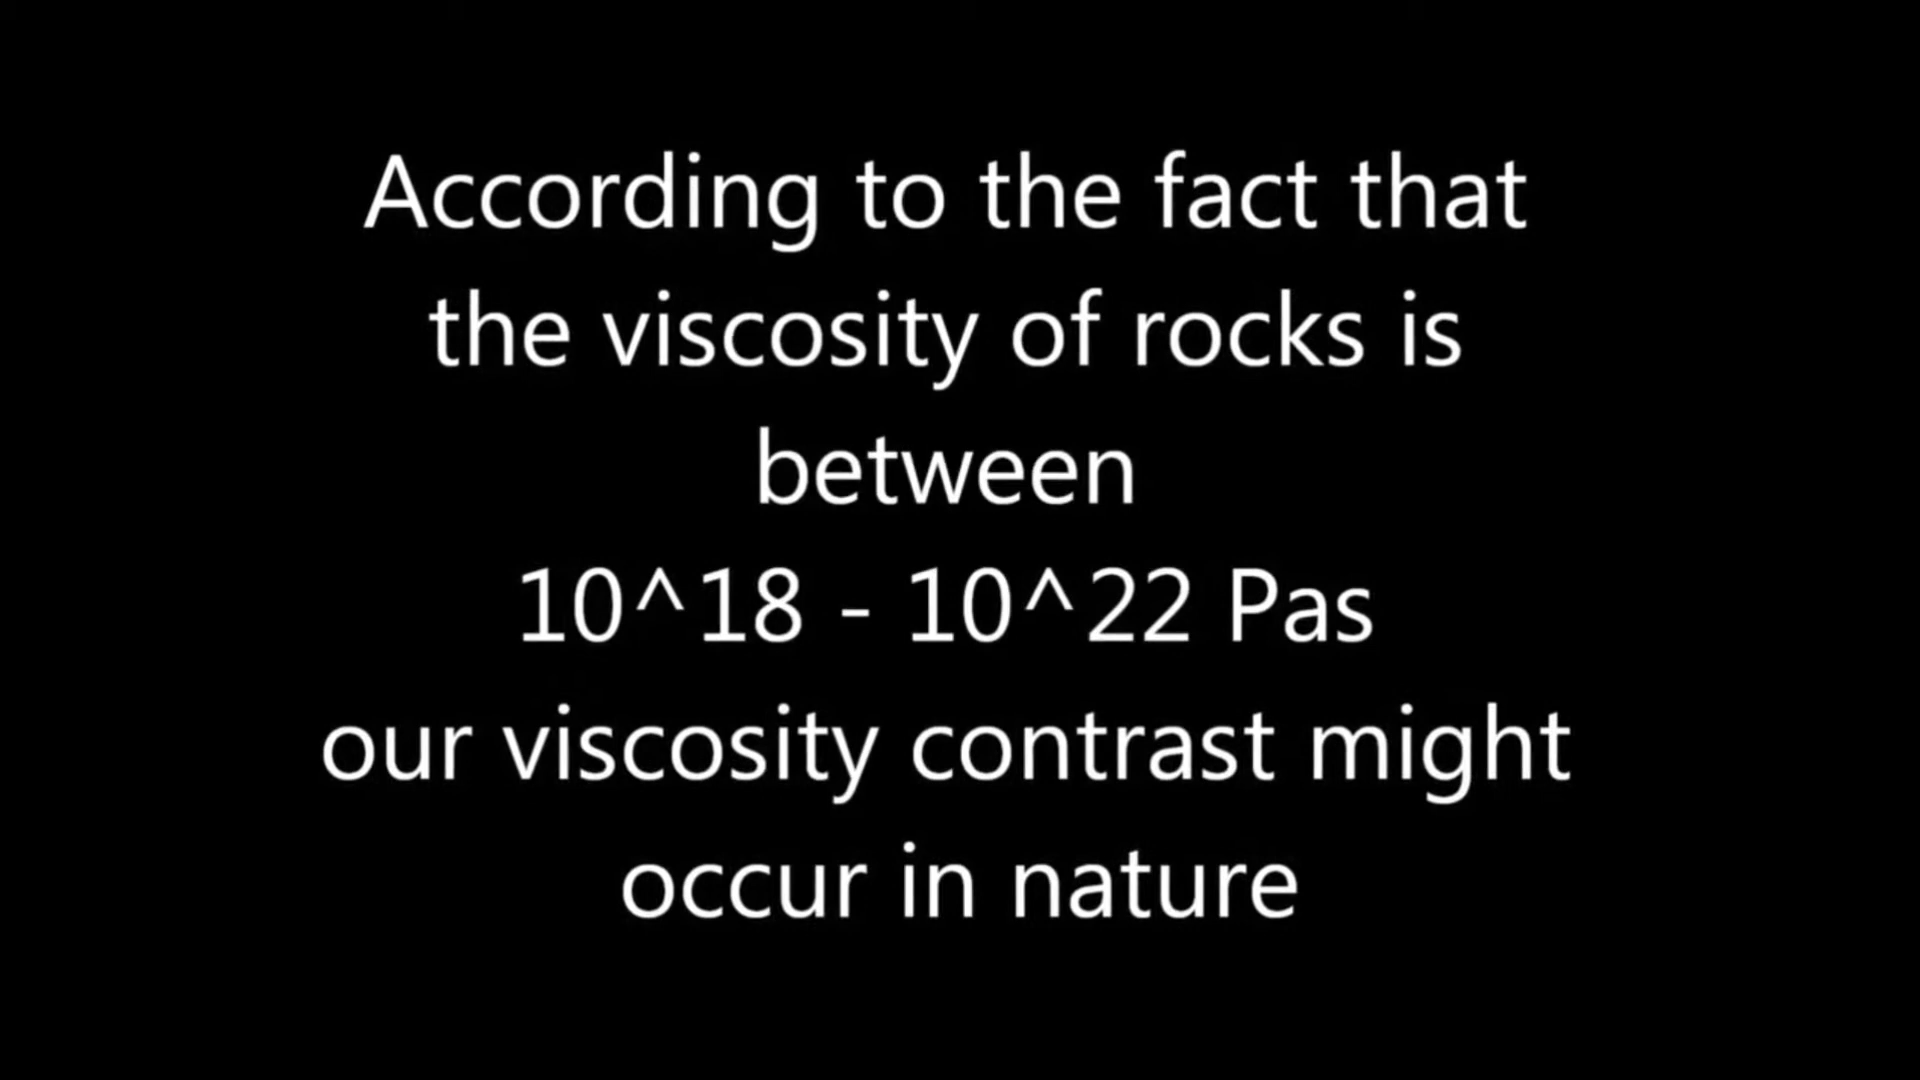 According to the fact that
the viscosity of rocks is
between
10^18 - 10^22 Pas
our viscosity contrast might
occur in nature